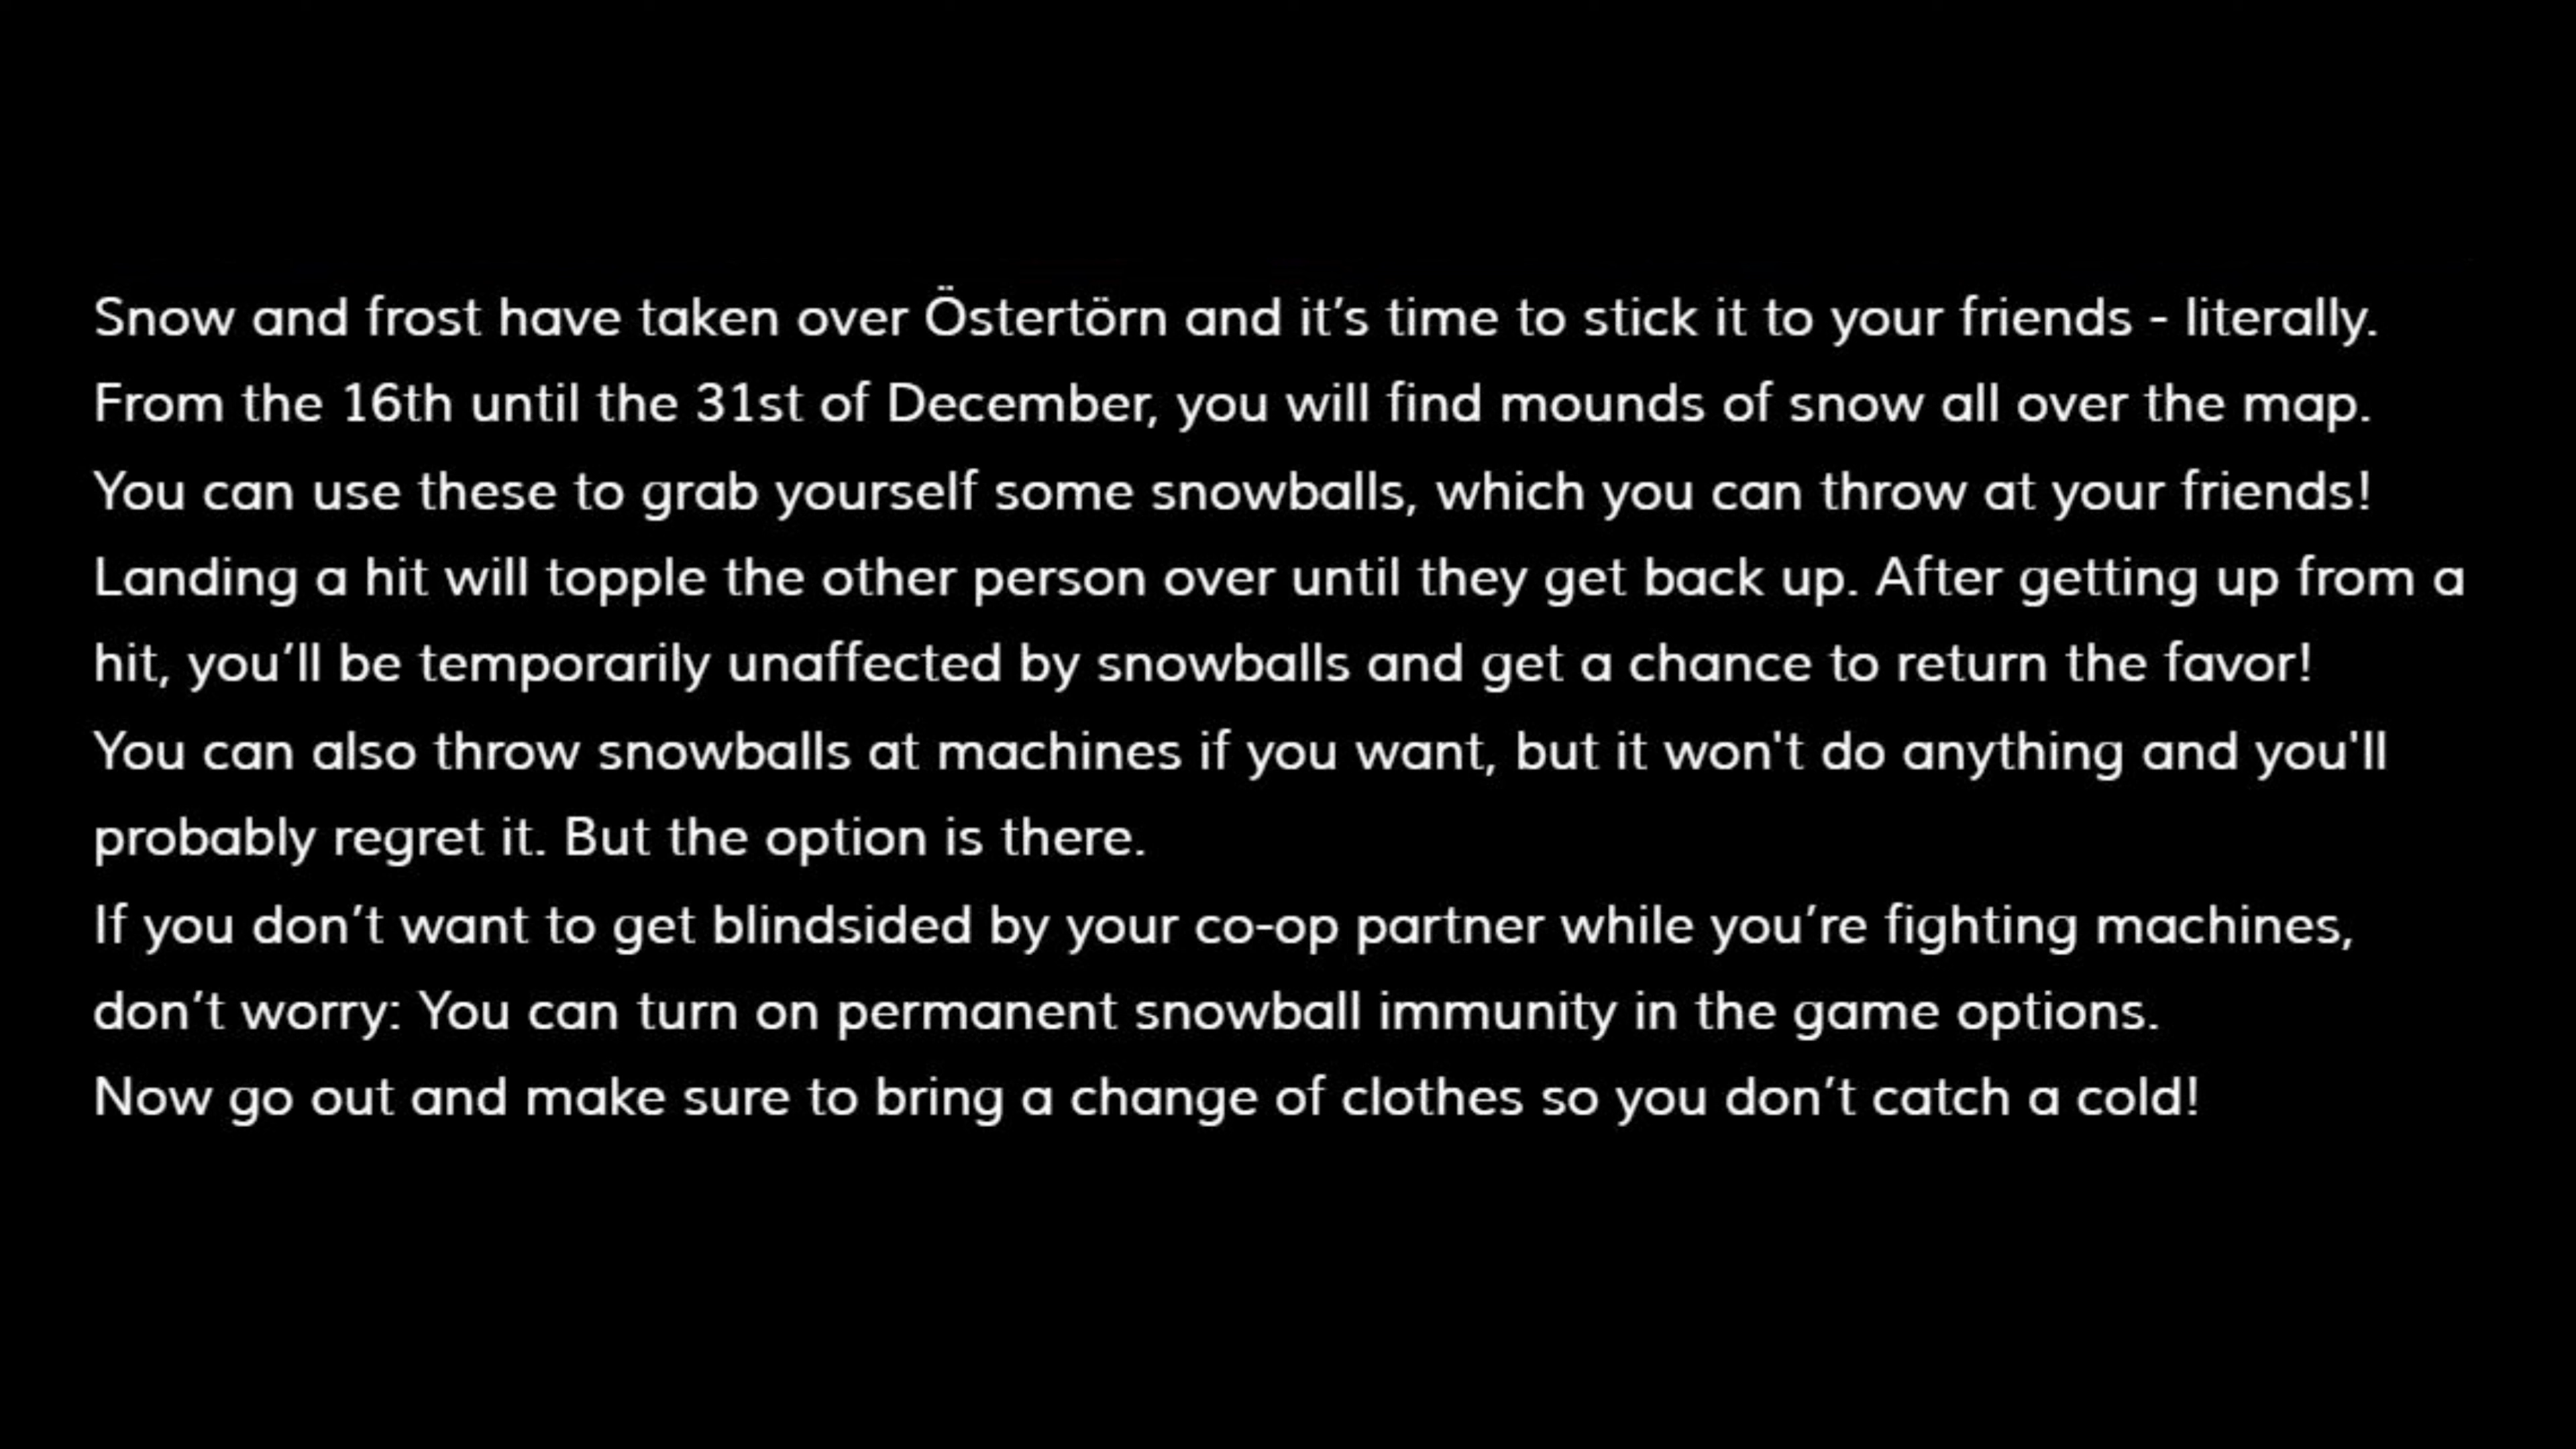 Snow and frost have taken over Östertörn and it’s time to stick it to your friends - literally.
From the 16th until the 31st of December, you will find mounds of snow all over the map.
You can use these to grab yourself some snowballs, which you can throw at your friends!
Landing a hit will topple the other person over until they get back up. After getting up from a
hit, you’ll be temporarily unaffected by snowballs and get a chance to return the favor!
You can also throw snowballs at machines if you want, but it won't do anything and you'll
probably regret it. But the option is there.
If you don’t want to get blindsided by your co-op partner while you’re fighting machines,
don’t worry: You can turn on permanent snowball immunity in the game options.
Now go out and make sure to bring a change of clothes so you don’t catch a cold!